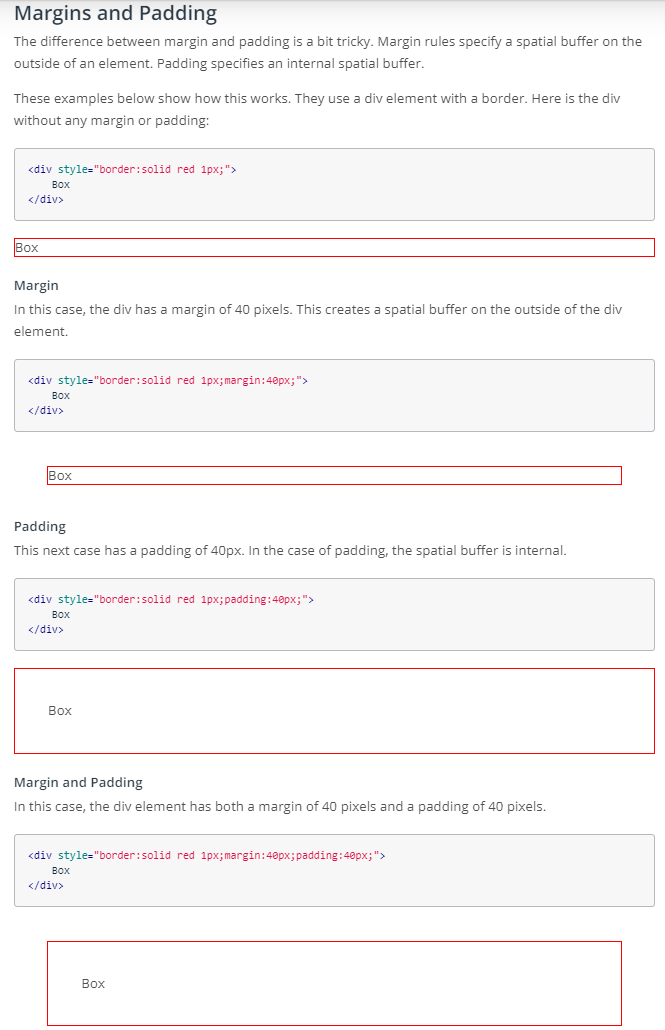 Margins and Padding
The difference between margin and padding is a bit tricky. Margin rules specify a spatial buffer on the
outside of an element. Padding specifies an internal spatial buffer.
These examples below show how this works. They use a div element with a border. Here is the div
without any margin or padding:
<div style="border:solid red 1px;">
    Box
</div>
Box
Margin
In this case, the div has a margin of 40 pixels. This creates a spatial buffer on the outside of the div
element.
<div style="border:solid red 1px;margin:40px;">
    Box
</div>
Box
Padding
This next case has a padding of 40px. In the case of padding, the spatial buffer is internal.
<div style="border:solid red 1px;padding:40px;">
    Box
</div>
Box
Margin and Padding
In this case, the div element has both a margin of 40 pixels and a padding of 40 pixels.
<div style="border:solid red 1px;margin:40px;padding:40px;">
    Box
</div>
Box